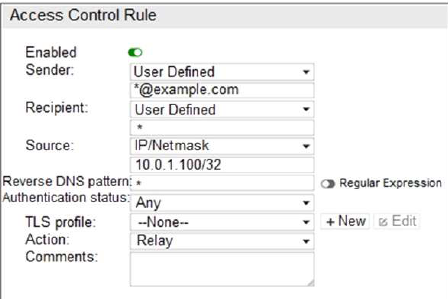 Access Control Rule
Enabled
Sender: User Defined
*@example.com
Recipient: User Defined
*
Source: IP/Netmask
10.0.1.100/32
Reverse DNS pattern: * Regular Expression
Authentication status: Any
TLS profile: --None-- + New Edit
Action: Relay
Comments: